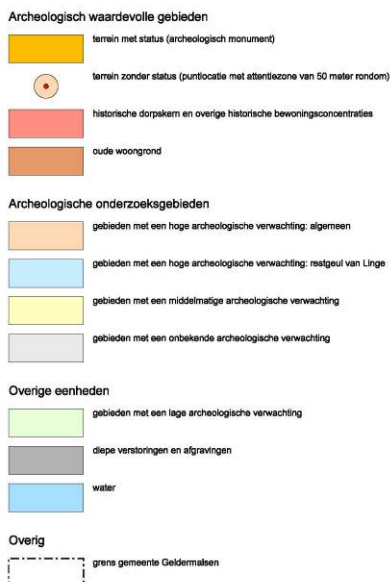 Archeologisch waardevolle gebieden
terrein met status (archeologisch monument)
terrein zonder status (puntlocatie met attentiezone van 50 meter rondom)
historische dorpskern en overige historische bewoningsconcentraties
oude woongrond
Archeologische onderzoeksgebieden
gebieden met een hoge archeologische verwachting: algemeen
gebieden met een hoge archeologische verwachting: restgeul van Linge
gebieden met een middelmatige archeologische verwachting
gebieden met een onbekende archeologische verwachting
Overige eenheden
gebieden met een lage archeologische verwachting
diepe verstoringen en afgravingen
water
Overig
grens gemeente Geldermalsen